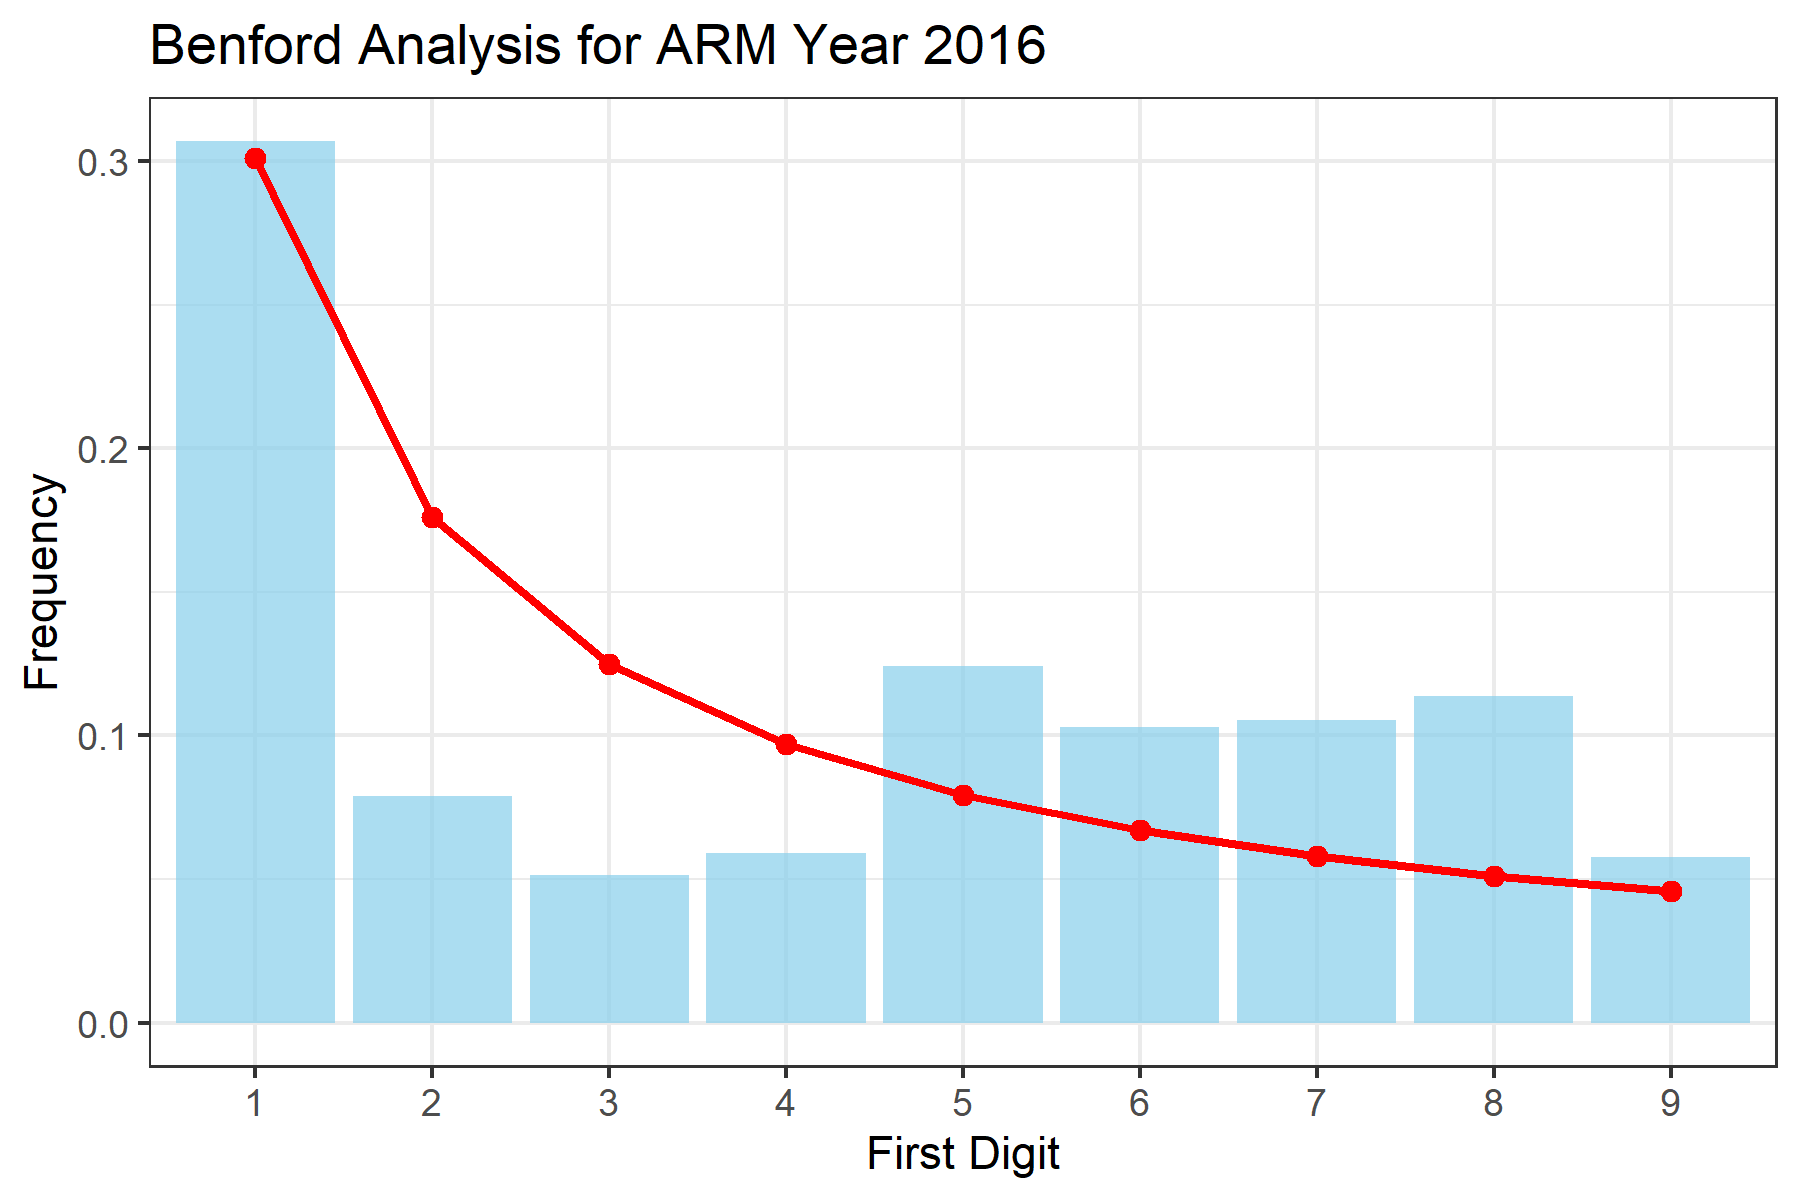 Benford Analysis for ARM Year 2016
Frequency
0.3
0.2
0.1
0.0
1 2 3 4 5 6 7 8 9
First Digit